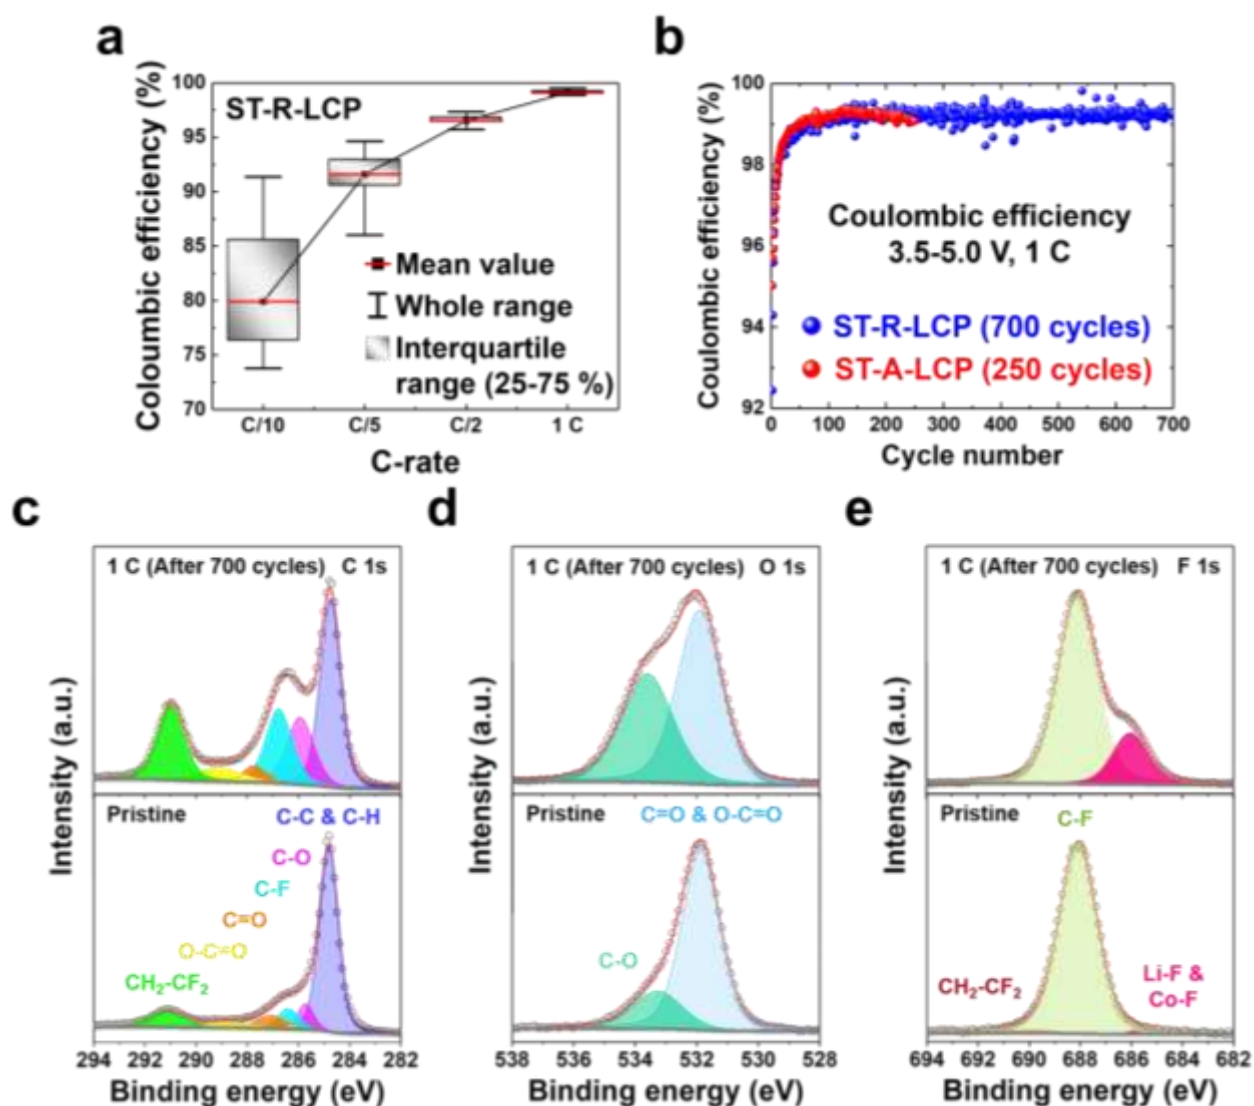 a
Coloumbic efficiency (%)
100
95
90
85
80
75
70
ST-R-LCP
Mean value
Whole range
Interquartile
range (25-75 %)
C/10 C/5 C/2 1 C
C-rate
b
Coulombic efficiency (%)
100
98
96
94
92
Coulombic efficiency
3.5-5.0 V, 1 C
ST-R-LCP (700 cycles)
ST-A-LCP (250 cycles)
0 100 200 300 400 500 600 700
Cycle number
c
Intensity (a.u.)
1 C (After 700 cycles) C 1s
Pristine
C-C & C-H
C-O
C-F
C=O
O-C=O
CH₂-CF₂
294 292 290 288 286 284 282
Binding energy (eV)
d
Intensity (a.u.)
1 C (After 700 cycles) O 1s
Pristine
C=O & O-C=O
C-O
538 536 534 532 530 528
Binding energy (eV)
e
Intensity (a.u.)
1 C (After 700 cycles) F 1s
Pristine
C-F
CH₂-CF₂
Li-F &
Co-F
694 692 690 688 686 684 682
Binding energy (eV)